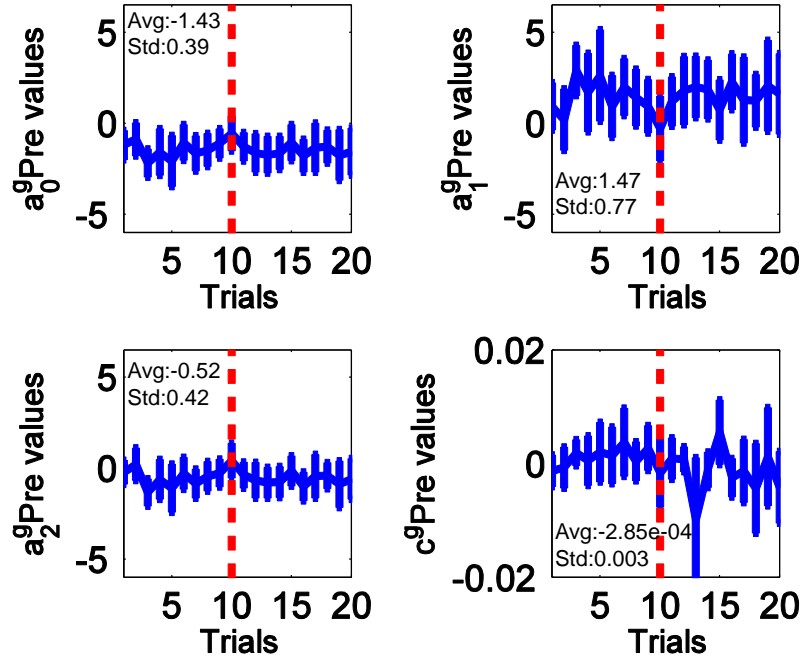 Avg:-1.43
Std:0.39
5
0
-5
a₀ᵍPre values
5 10 15 20
Trials
5
0
-5
a₁ᵍPre values
Avg:1.47
Std:0.77
5 10 15 20
Trials
Avg:-0.52
Std:0.42
5
0
-5
a₂ᵍPre values
5 10 15 20
Trials
0.02
0
-0.02
cᵍPre values
Avg:-2.85e-04
Std:0.003
5 10 15 20
Trials